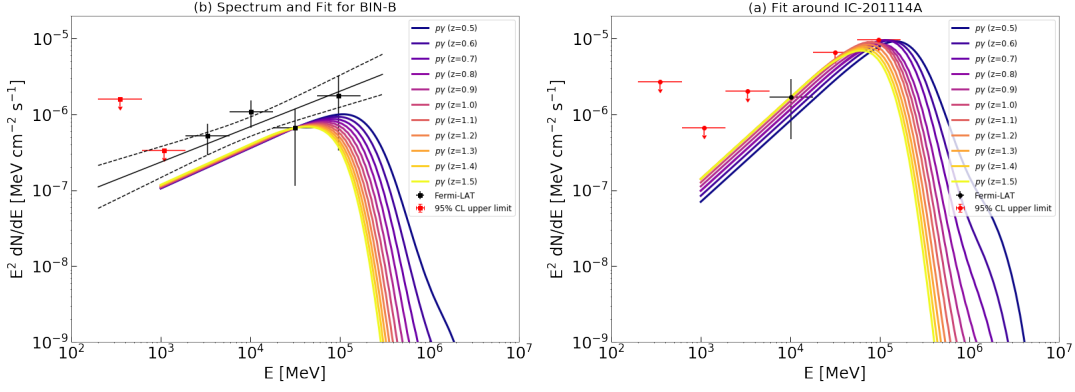 (b) Spectrum and Fit for BIN-B
E² dN/dE [MeV cm⁻² s⁻¹]
10⁻⁵
10⁻⁶
10⁻⁷
10⁻⁸
10⁻⁹
10² 10³ 10⁴ 10⁵ 10⁶ 10⁷
E [MeV]
pγ (z=0.5)
pγ (z=0.6)
pγ (z=0.7)
pγ (z=0.8)
pγ (z=0.9)
pγ (z=1.0)
pγ (z=1.1)
pγ (z=1.2)
pγ (z=1.3)
pγ (z=1.4)
pγ (z=1.5)
Fermi-LAT
95% CL upper limit
(a) Fit around IC-201114A
E² dN/dE [MeV cm⁻² s⁻¹]
10⁻⁵
10⁻⁶
10⁻⁷
10⁻⁸
10⁻⁹
10² 10³ 10⁴ 10⁵ 10⁶ 10⁷
E [MeV]
pγ (z=0.5)
pγ (z=0.6)
pγ (z=0.7)
pγ (z=0.8)
pγ (z=0.9)
pγ (z=1.0)
pγ (z=1.1)
pγ (z=1.2)
pγ (z=1.3)
pγ (z=1.4)
pγ (z=1.5)
Fermi-LAT
95% CL upper limit